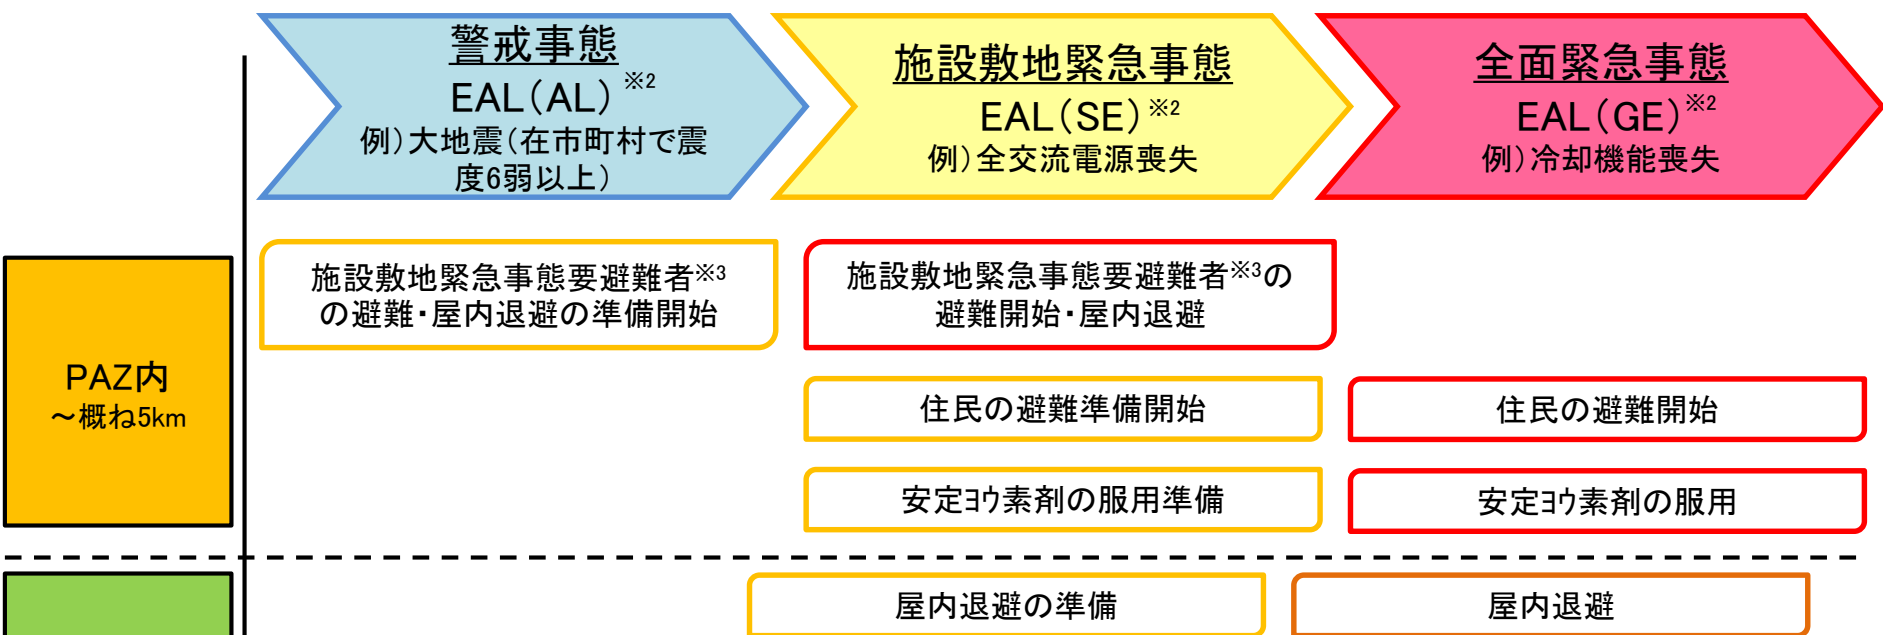 警戒事態
EAL(AL)※2
例)大地震(在市町村で震
度6弱以上)
施設敷地緊急事態
EAL(SE)※2
例)全交流電源喪失
全面緊急事態
EAL(GE)※2
例)冷却機能喪失
PAZ内
～概ね5km
施設敷地緊急事態要避難者※3
の避難・屋内退避の準備開始
施設敷地緊急事態要避難者※3の
避難開始・屋内退避
住民の避難準備開始
住民の避難開始
安定ﾖｳ素剤の服用準備
安定ﾖｳ素剤の服用
屋内退避の準備
屋内退避